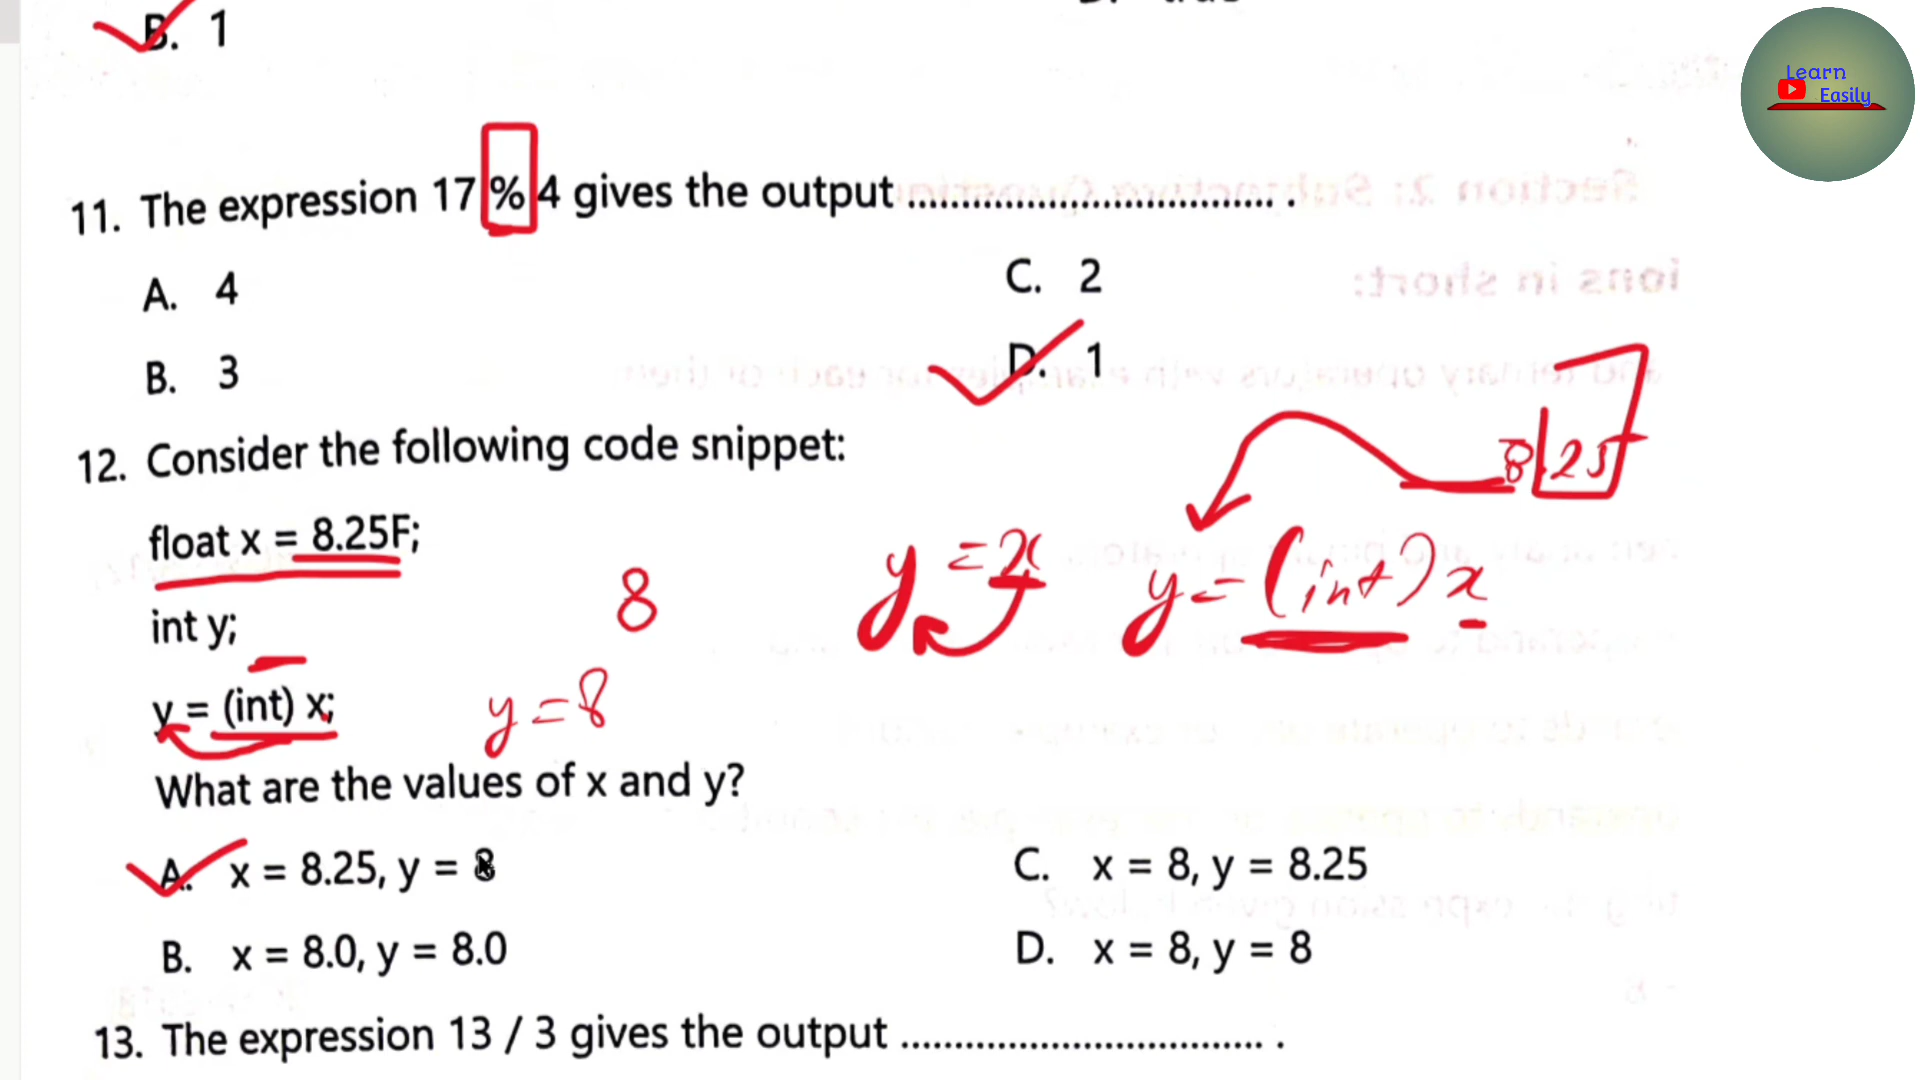 B. 1
Learn
Easily
11. The expression 17 % 4 gives the output .................................. .
A. 4
C. 2
B. 3
D. 1
12. Consider the following code snippet:
8.25
float x = 8.25F;
8
y = x
y = (int) x
int y;
y = (int) x;
y = 8
What are the values of x and y?
A. x = 8.25, y = 8
C. x = 8, y = 8.25
B. x = 8.0, y = 8.0
D. x = 8, y = 8
13. The expression 13 / 3 gives the output .................................. .